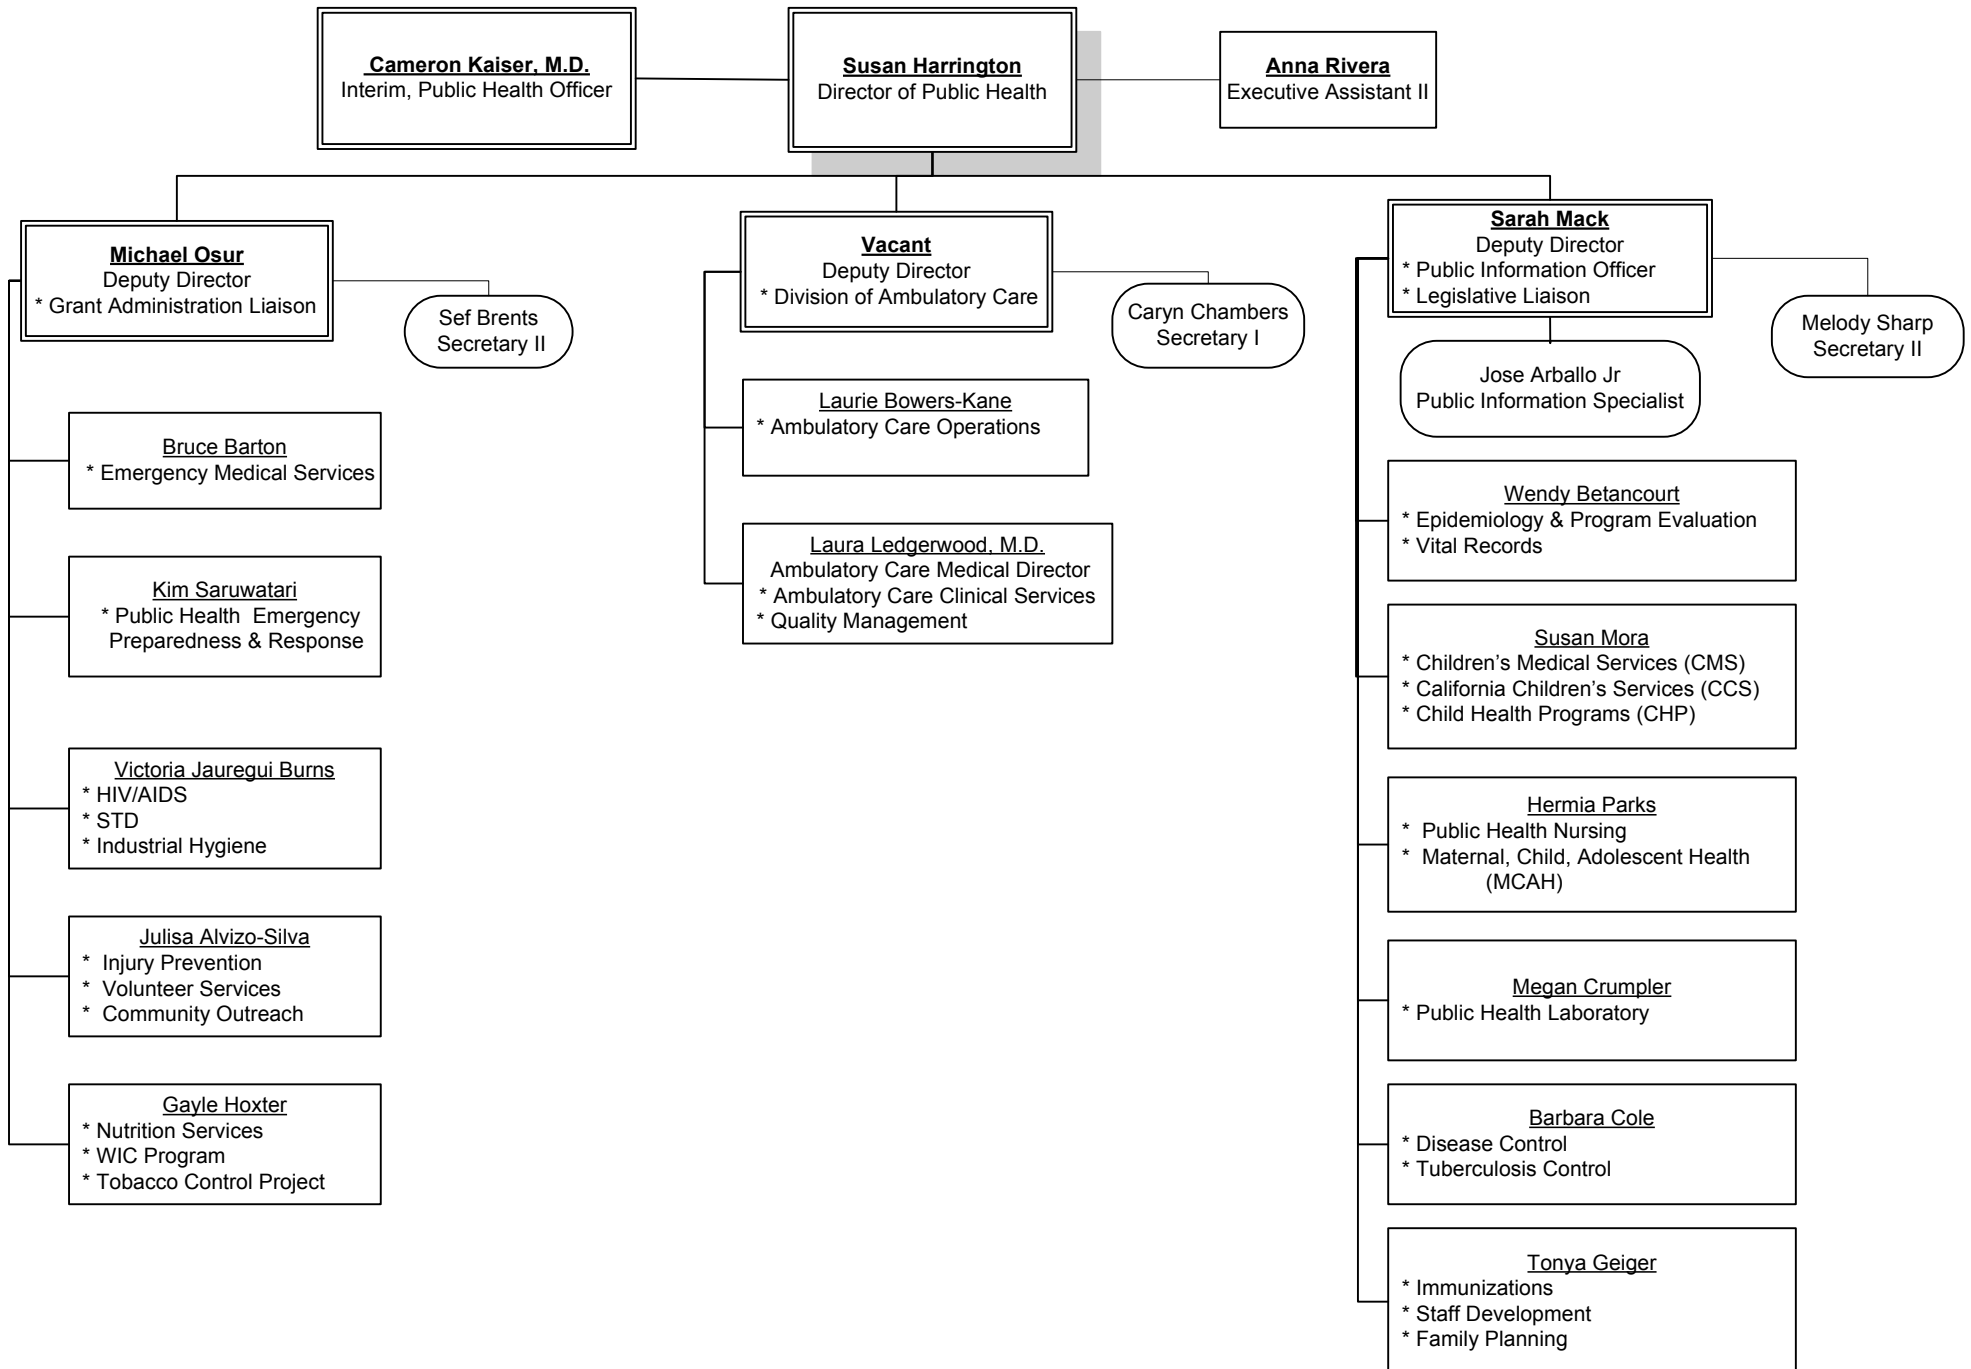 Cameron Kaiser, M.D.
Interim, Public Health Officer
Susan Harrington
Director of Public Health
Anna Rivera
Executive Assistant II
Michael Osur
Deputy Director
* Grant Administration Liaison
Sef Brents
Secretary II
Bruce Barton
* Emergency Medical Services
Kim Saruwatari
* Public Health Emergency
Preparedness & Response
Victoria Jauregui Burns
* HIV/AIDS
* STD
* Industrial Hygiene
Julisa Alvizo-Silva
* Injury Prevention
* Volunteer Services
* Community Outreach
Gayle Hoxter
* Nutrition Services
* WIC Program
* Tobacco Control Project
Vacant
Deputy Director
* Division of Ambulatory Care
Caryn Chambers
Secretary I
Laurie Bowers-Kane
* Ambulatory Care Operations
Laura Ledgerwood, M.D.
Ambulatory Care Medical Director
* Ambulatory Care Clinical Services
* Quality Management
Sarah Mack
Deputy Director
* Public Information Officer
* Legislative Liaison
Melody Sharp
Secretary II
Jose Arballo Jr
Public Information Specialist
Wendy Betancourt
* Epidemiology & Program Evaluation
* Vital Records
Susan Mora
* Children’s Medical Services (CMS)
* California Children’s Services (CCS)
* Child Health Programs (CHP)
Hermia Parks
* Public Health Nursing
* Maternal, Child, Adolescent Health
(MCAH)
Megan Crumpler
* Public Health Laboratory
Barbara Cole
* Disease Control
* Tuberculosis Control
Tonya Geiger
* Immunizations
* Staff Development
* Family Planning